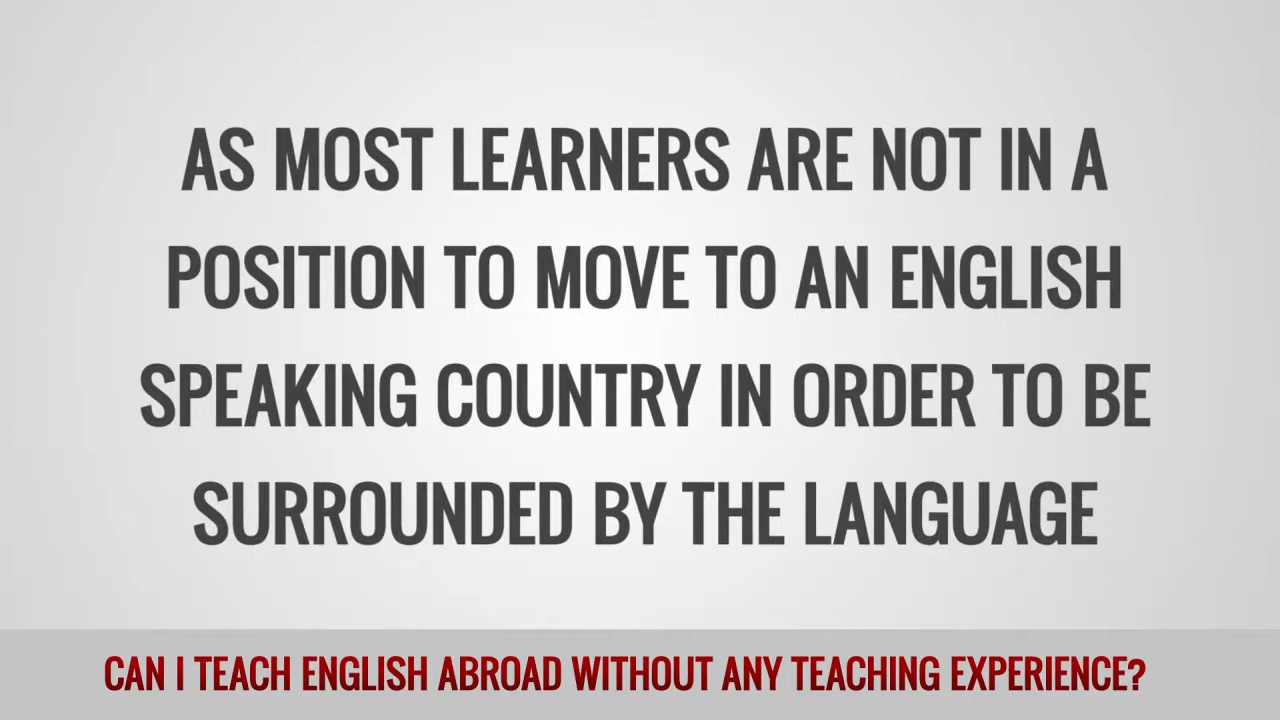 AS MOST LEARNERS ARE NOT IN A
POSITION TO MOVE TO AN ENGLISH
SPEAKING COUNTRY IN ORDER TO BE
SURROUNDED BY THE LANGUAGE
CAN I TEACH ENGLISH ABROAD WITHOUT ANY TEACHING EXPERIENCE?